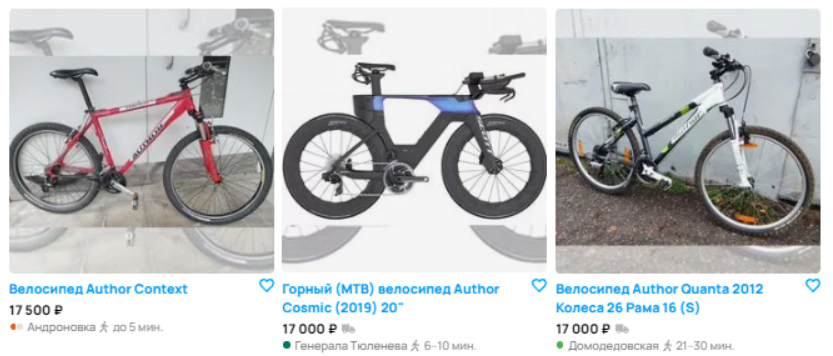 AUTHOR
Велосипед Author Context
17 500 ₽
Андроновка до 5 мин.
Горный (MTB) велосипед Author
Cosmic (2019) 20"
17 000 ₽
Генерала Тюленева 6–10 мин.
Велосипед Author Quanta 2012
Колеса 26 Рама 16 (S)
17 000 ₽
Домодедовская 21–30 мин.